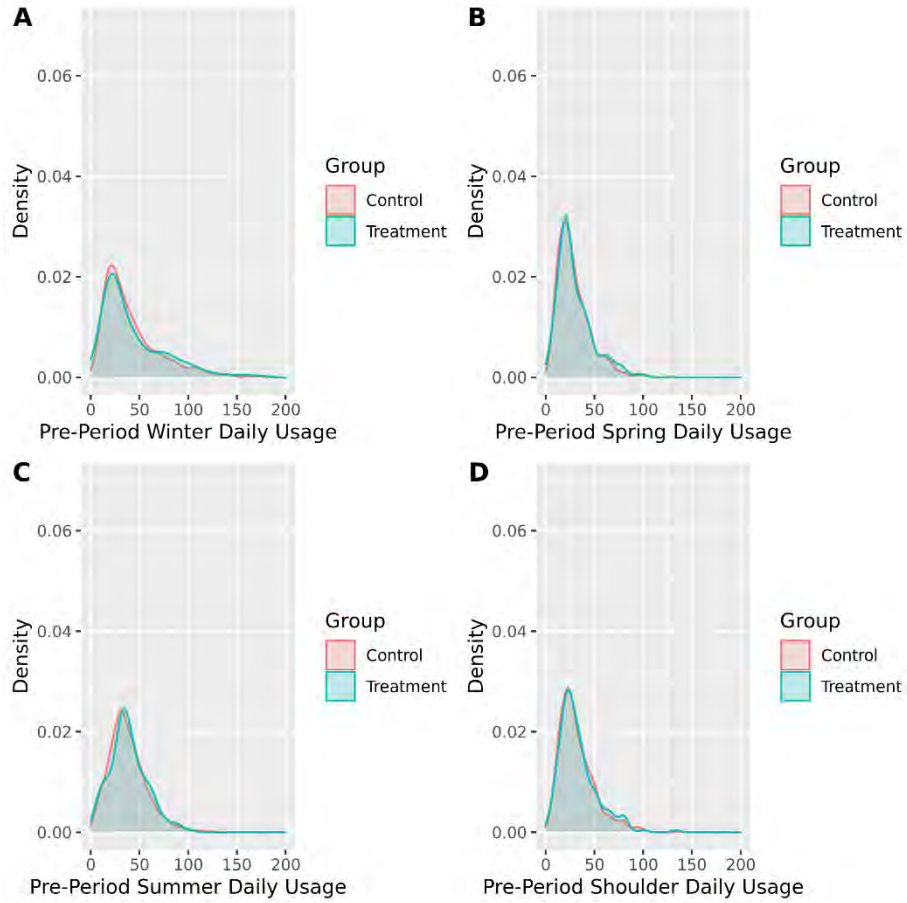 A
0.06
0.04
0.02
0.00
Density
0 50 100 150 200
Pre-Period Winter Daily Usage
Group
Control
Treatment
B
0.06
0.04
0.02
0.00
Density
0 50 100 150 200
Pre-Period Spring Daily Usage
Group
Control
Treatment
C
0.06
0.04
0.02
0.00
Density
0 50 100 150 200
Pre-Period Summer Daily Usage
Group
Control
Treatment
D
0.06
0.04
0.02
0.00
Density
0 50 100 150 200
Pre-Period Shoulder Daily Usage
Group
Control
Treatment